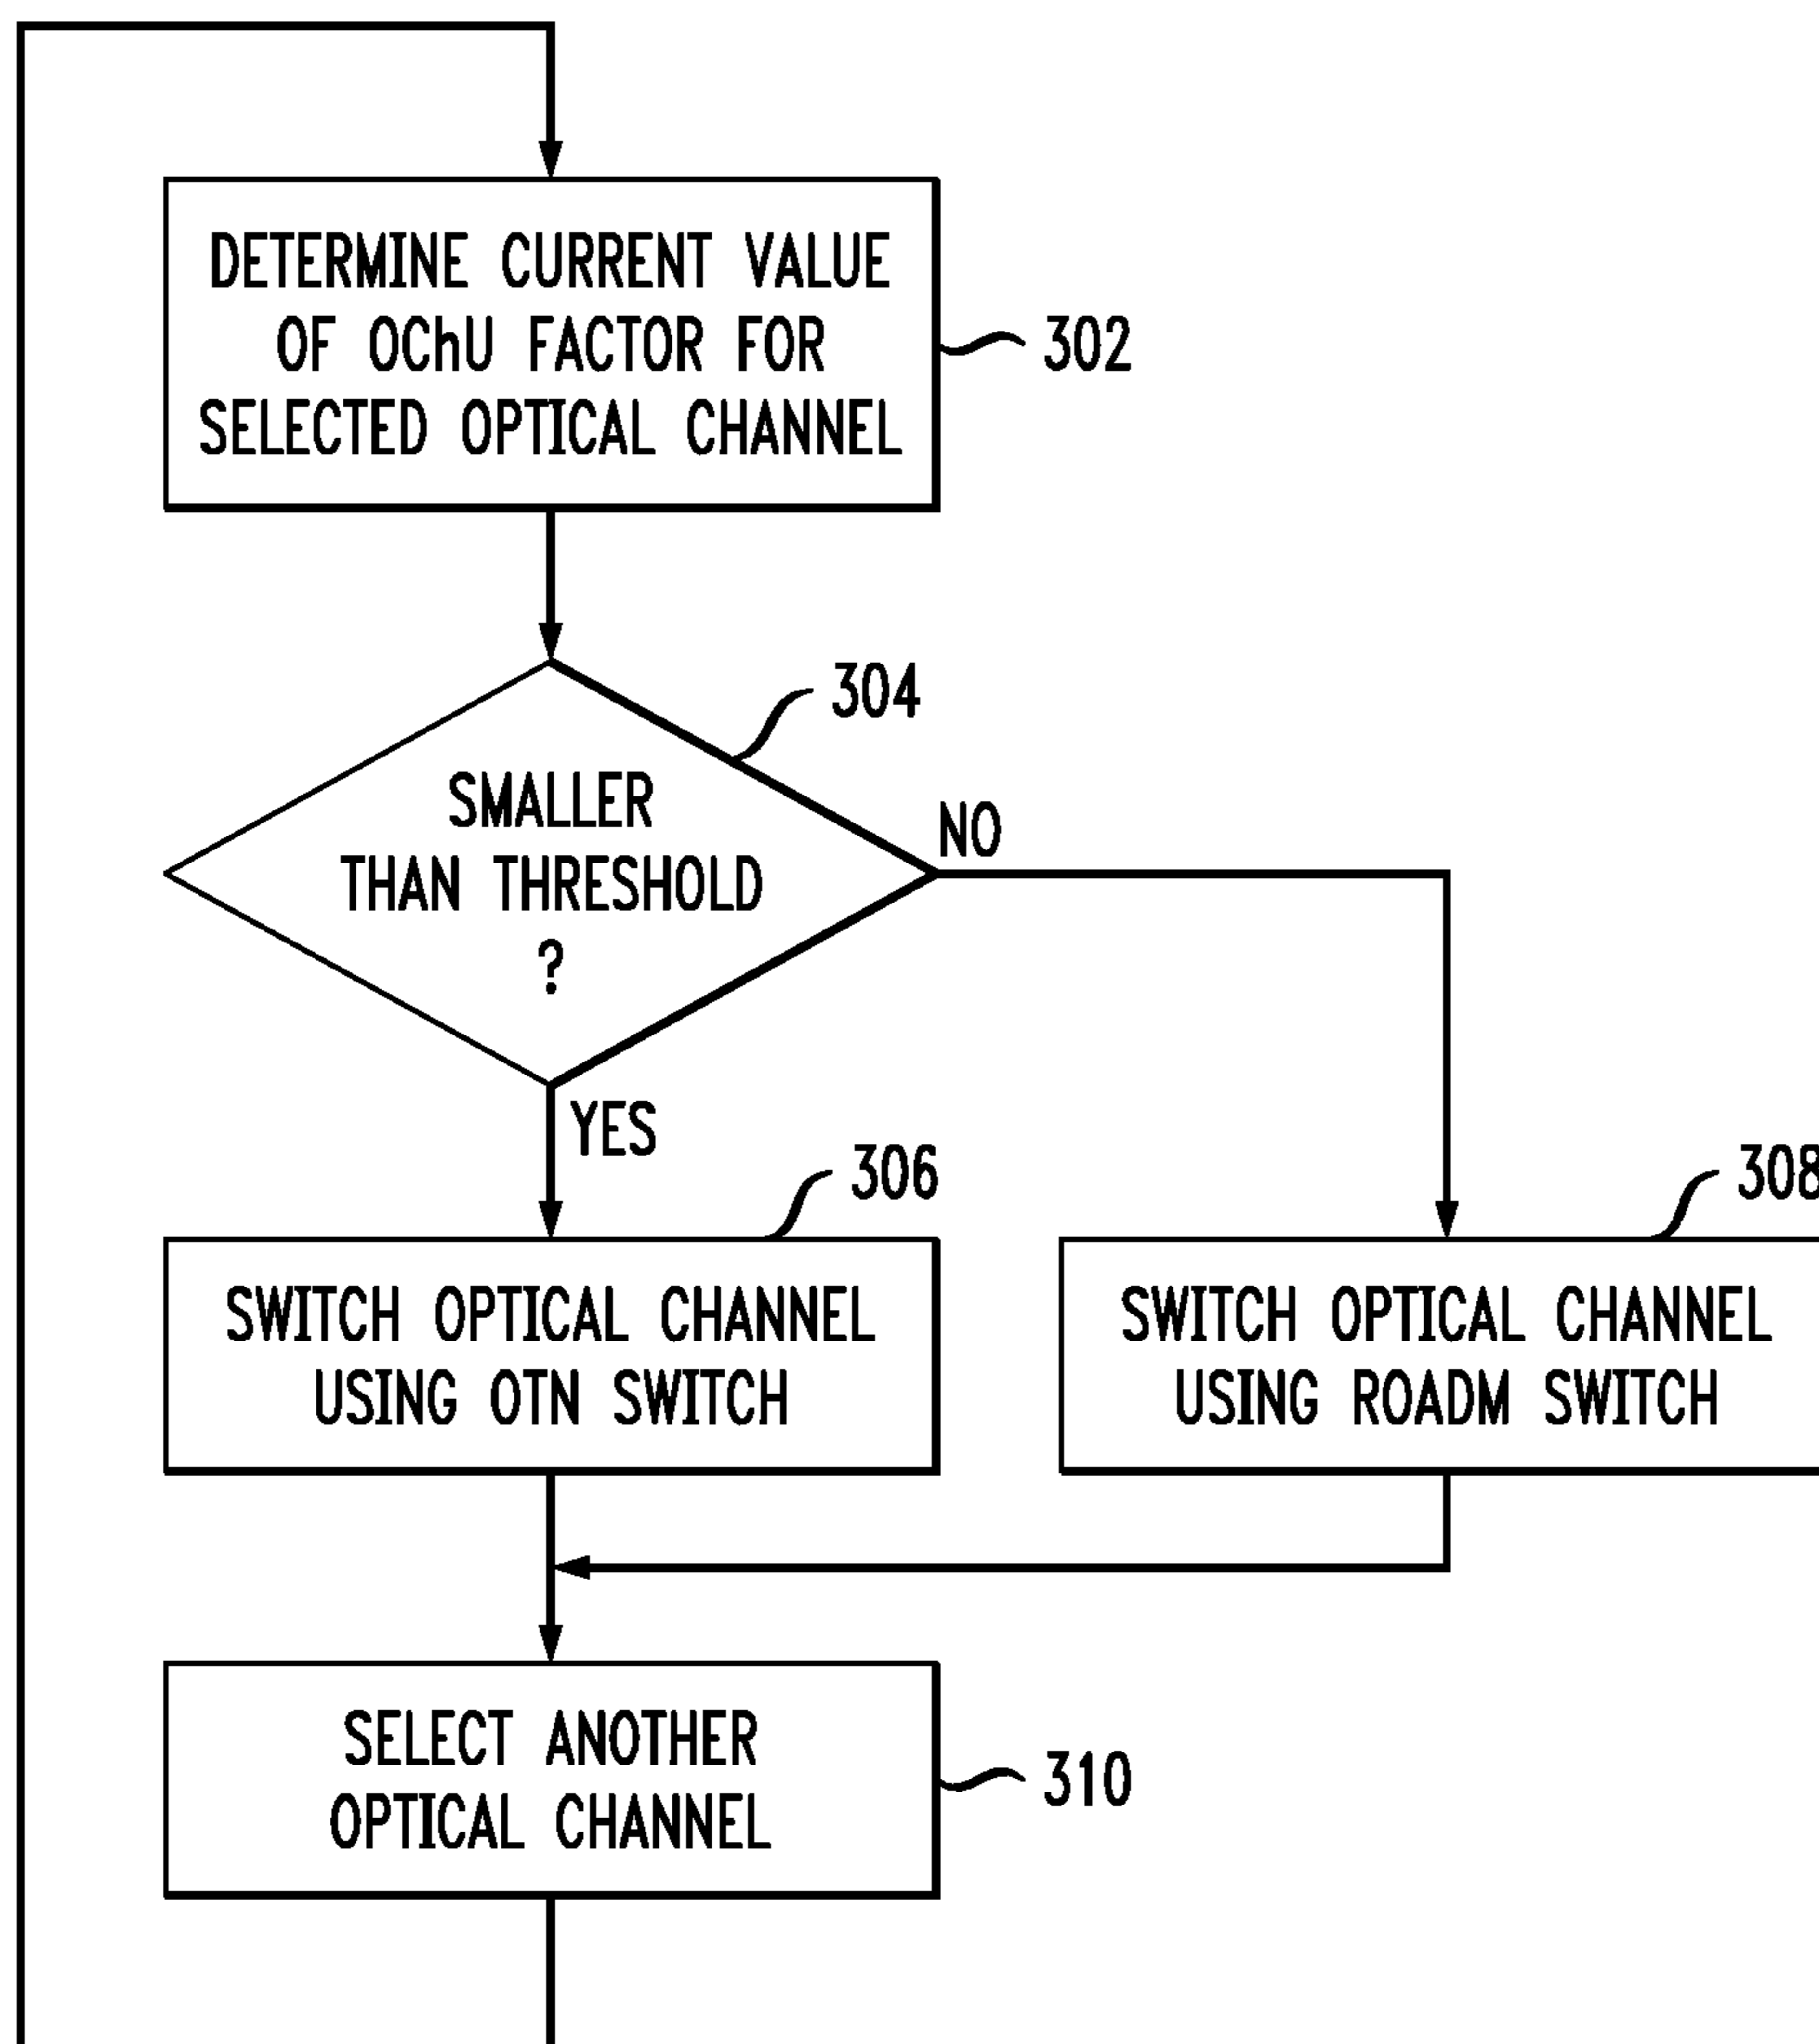 DETERMINE CURRENT VALUE
OF OChU FACTOR FOR
SELECTED OPTICAL CHANNEL
302
304
SMALLER
THAN THRESHOLD
?
NO
YES
306
308
SWITCH OPTICAL CHANNEL
USING OTN SWITCH
SWITCH OPTICAL CHANNEL
USING ROADM SWITCH
SELECT ANOTHER
OPTICAL CHANNEL
310